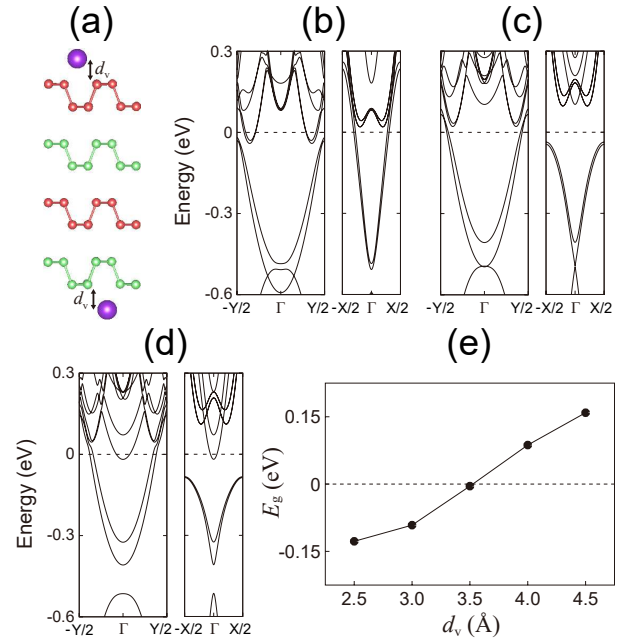 (a)
(b)
(c)
d_v
d_v
Energy (eV)
0.3
0
-0.3
-0.6
-Y/2 Γ Y/2 -X/2 Γ X/2
-Y/2 Γ Y/2 -X/2 Γ X/2
(d)
(e)
Energy (eV)
0.3
0
-0.3
-0.6
-Y/2 Γ Y/2 -X/2 Γ X/2
E_g (eV)
0.15
0
-0.15
2.5 3.0 3.5 4.0 4.5
d_v (Å)